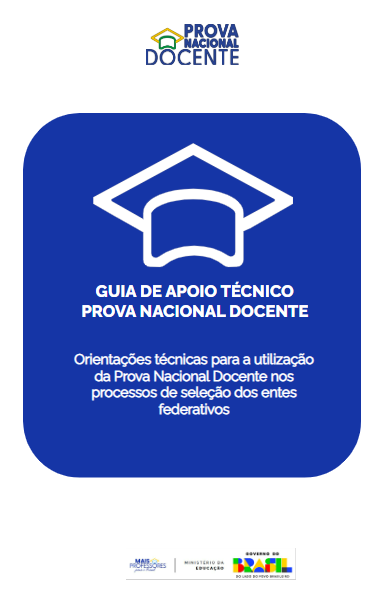 PROVA
NACIONAL
DOCENTE
GUIA DE APOIO TÉCNICO
PROVA NACIONAL DOCENTE
Orientações técnicas para a utilização
da Prova Nacional Docente nos
processos de seleção dos entes
federativos
MAIS
PROFESSORES
MINISTÉRIO DA
EDUCAÇÃO
GOVERNO DO
BRASIL
DO LADO DO POVO BRASILEIRO